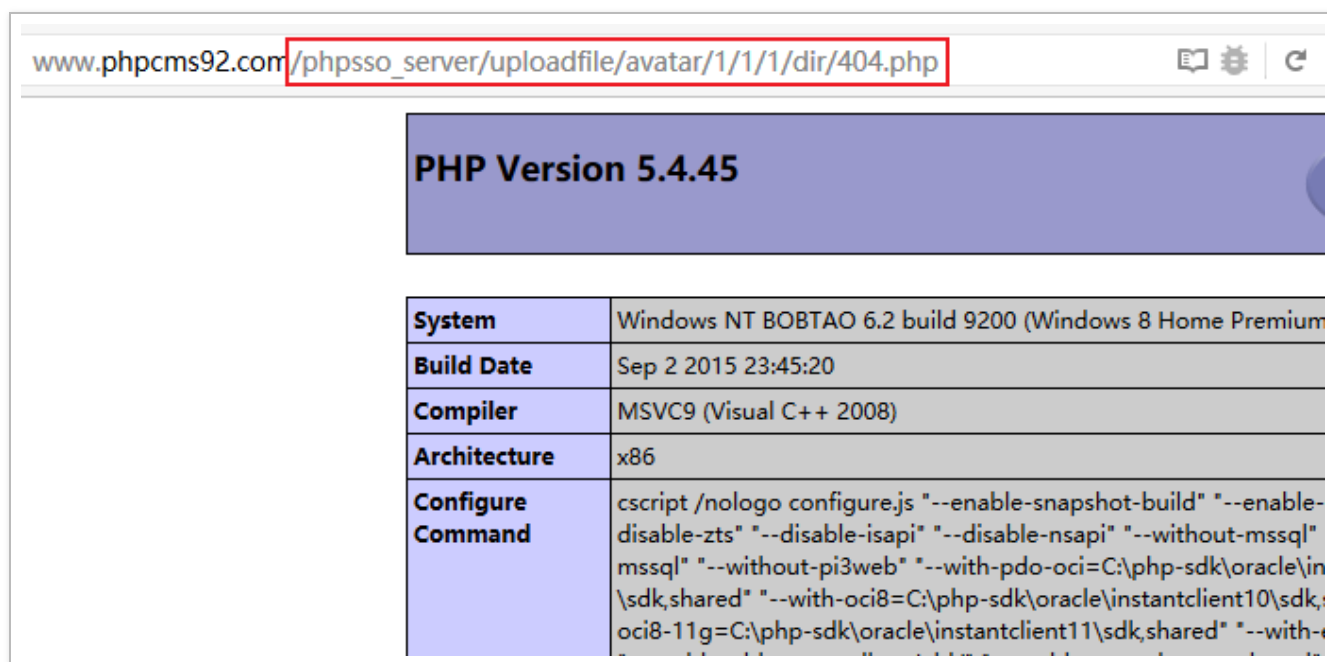 www.phpcms92.com/phpsso_server/uploadfile/avatar/1/1/1/dir/404.php
PHP Version 5.4.45
System Windows NT BOBTAO 6.2 build 9200 (Windows 8 Home Premium
Build Date Sep 2 2015 23:45:20
Compiler MSVC9 (Visual C++ 2008)
Architecture x86
Configure cscript /nologo configure.js "--enable-snapshot-build" "--enable-
Command disable-zts" "--disable-isapi" "--disable-nsapi" "--without-mssql"
mssql" "--without-pi3web" "--with-pdo-oci=C:\php-sdk\oracle\in
\sdk,shared" "--with-oci8=C:\php-sdk\oracle\instantclient10\sdk,
oci8-11g=C:\php-sdk\oracle\instantclient11\sdk,shared" "--with-